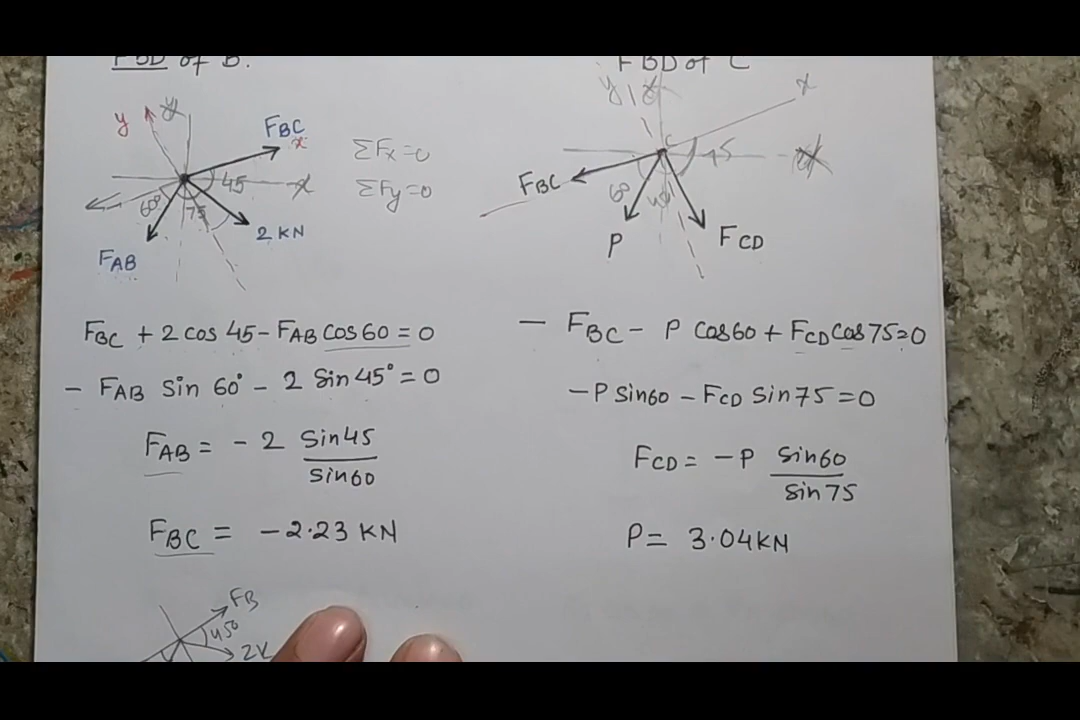 FBD of B.
y y
FBC
x
45
x
60°
75
2 KN
FAB
ΣFx=0
ΣFy=0
FBC + 2 cos 45 - FAB cos 60 = 0
- FAB Sin 60° - 2 Sin 45° = 0
FAB = - 2 Sin45/Sin60
FBC = -2.23 KN
FB
45°
2K
FBD of C
y
x
C
75
FBC
60
P
FCD
- FBC - P Cos60 + FCD Cos 75=0
-P Sin60 - FCD Sin 75 = 0
FCD = -P Sin60/Sin 75
P= 3.04KN